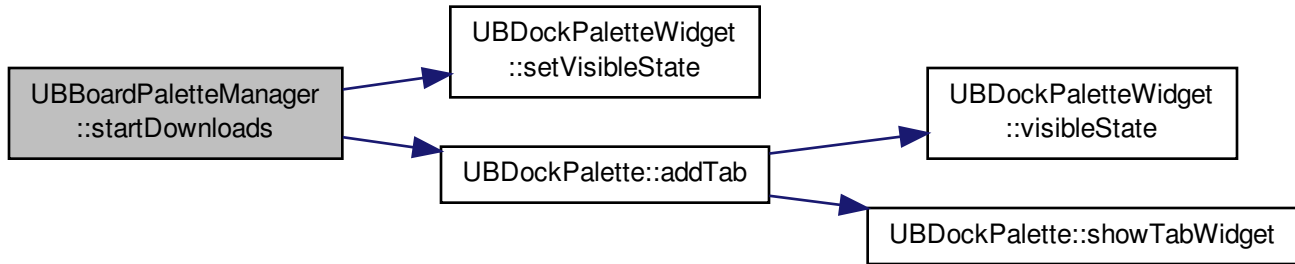 UBBoardPaletteManager
::startDownloads
UBDockPaletteWidget
::setVisibleState
UBDockPalette::addTab
UBDockPaletteWidget
::visibleState
UBDockPalette::showTabWidget